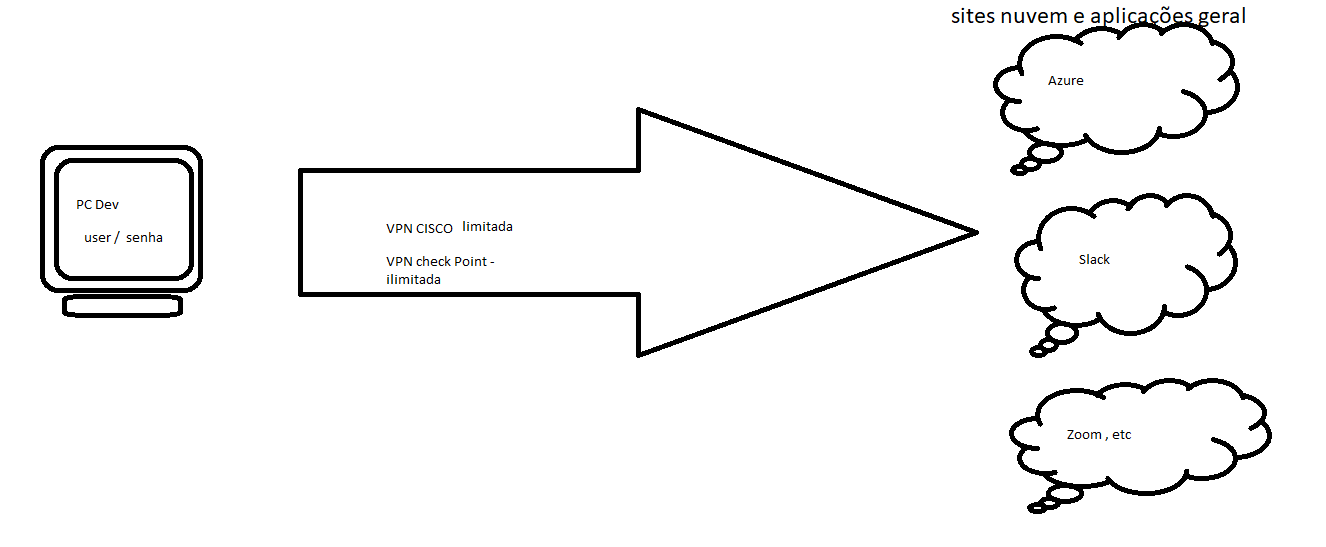 sites nuvem e aplicações geral
Azure
PC Dev
user / senha
VPN CISCO limitada
VPN check Point -
ilimitada
Slack
Zoom , etc